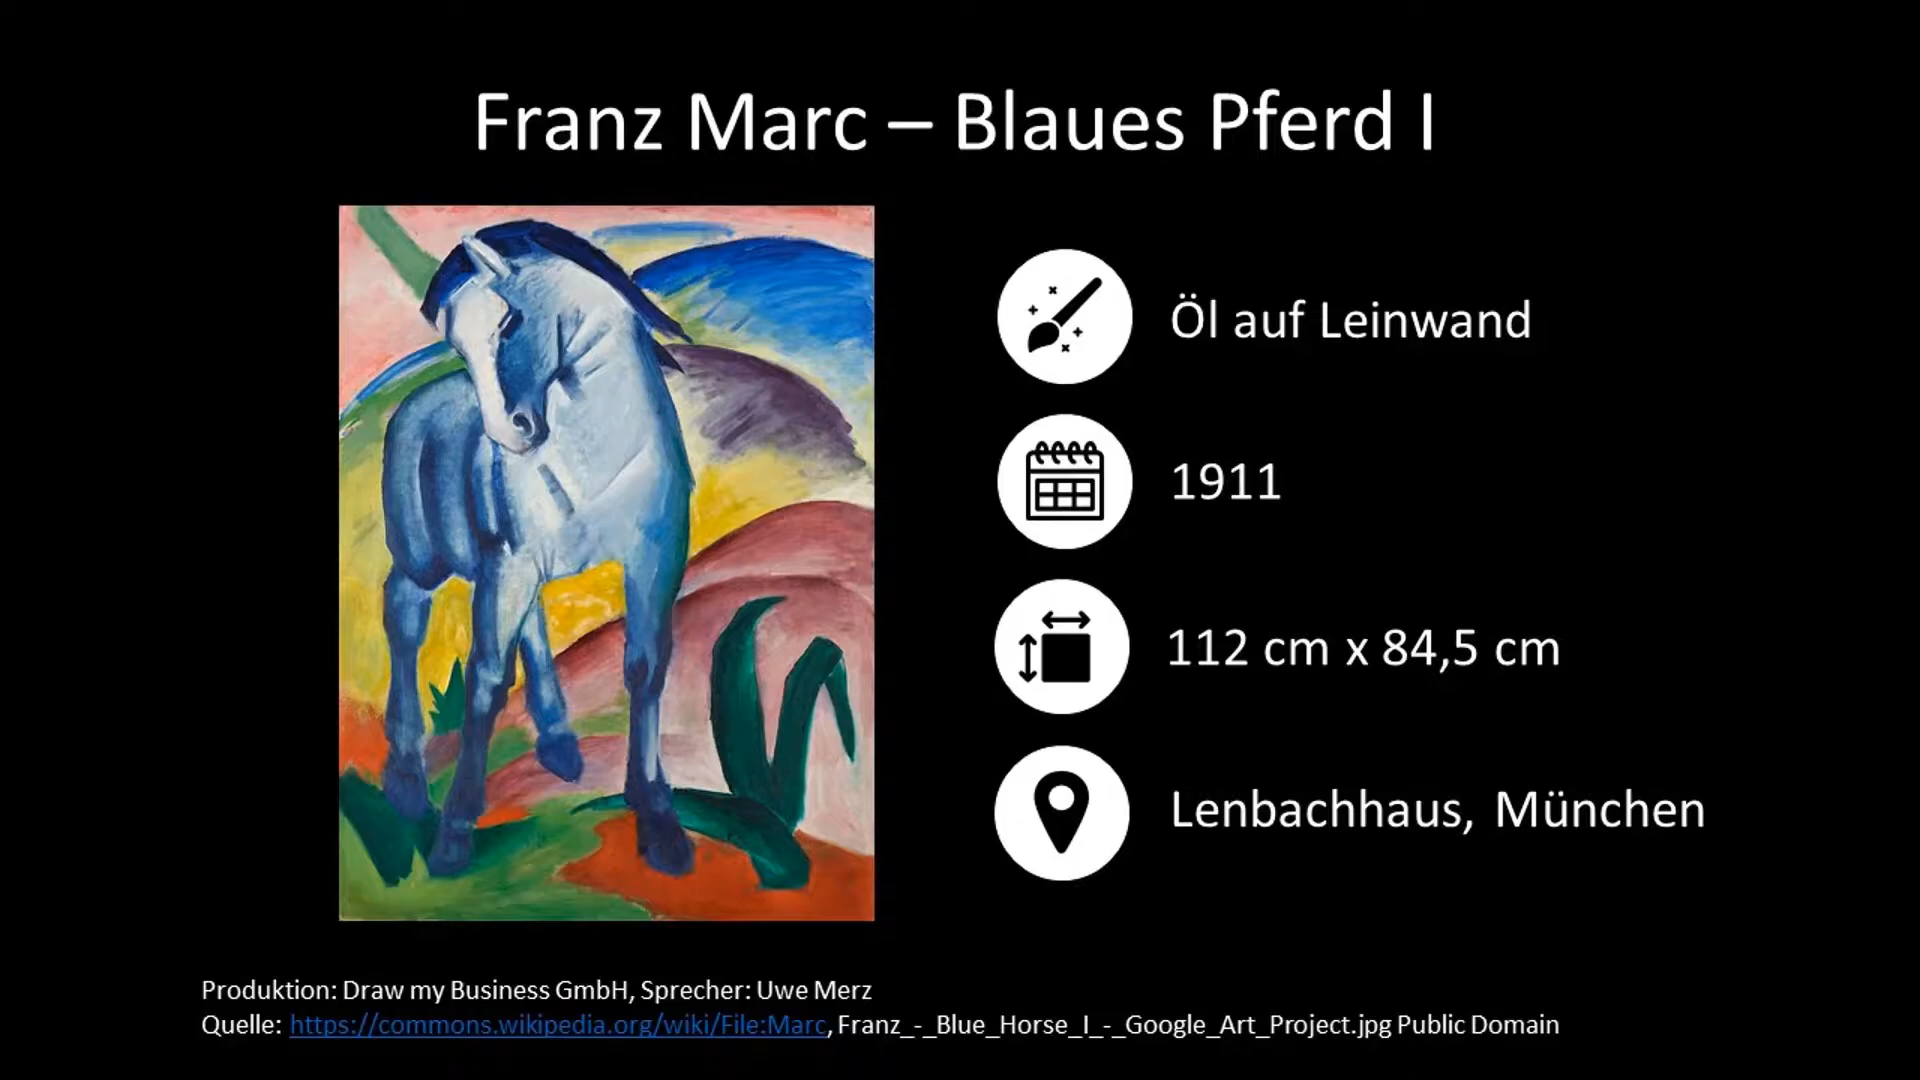 Franz Marc – Blaues Pferd I
Öl auf Leinwand
1911
112 cm x 84,5 cm
Lenbachhaus, München
Produktion: Draw my Business GmbH, Sprecher: Uwe Merz
Quelle: https://commons.wikipedia.org/wiki/File:Marc, Franz_-_Blue_Horse_I_-_Google_Art_Project.jpg Public Domain